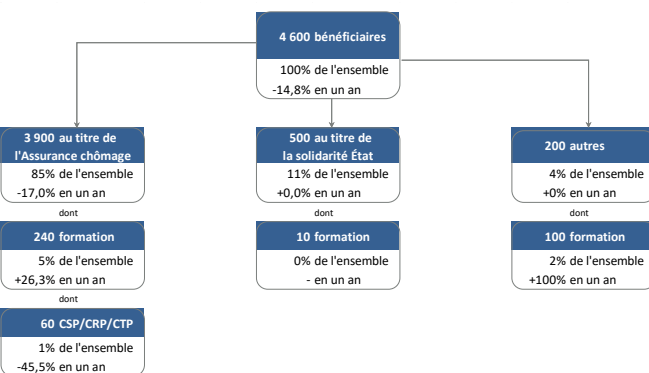 4 600 bénéficiaires
100% de l'ensemble
-14,8% en un an
3 900 au titre de
l'Assurance chômage
85% de l'ensemble
-17,0% en un an
dont
240 formation
5% de l'ensemble
+26,3% en un an
dont
60 CSP/CRP/CTP
1% de l'ensemble
-45,5% en un an
500 au titre de
la solidarité État
11% de l'ensemble
+0,0% en un an
dont
10 formation
0% de l'ensemble
- en un an
200 autres
4% de l'ensemble
+0% en un an
dont
100 formation
2% de l'ensemble
+100% en un an